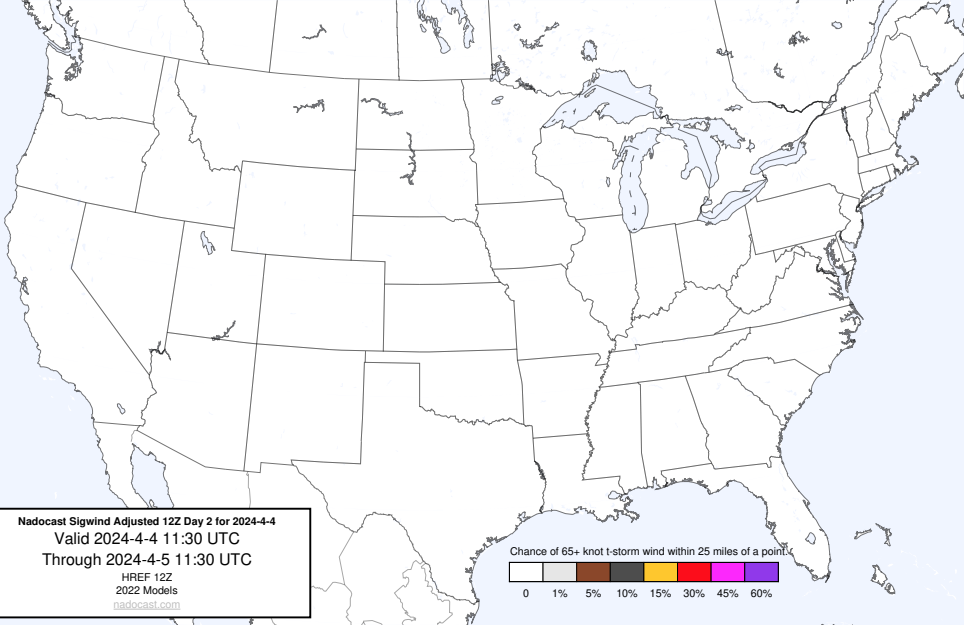 Nadocast Sigwind Adjusted 12Z Day 2 for 2024-4-4
Valid 2024-4-4 11:30 UTC
Through 2024-4-5 11:30 UTC
HREF 12Z
2022 Models
nadocast.com
Chance of 65+ knot t-storm wind within 25 miles of a point.
0 1% 5% 10% 15% 30% 45% 60%